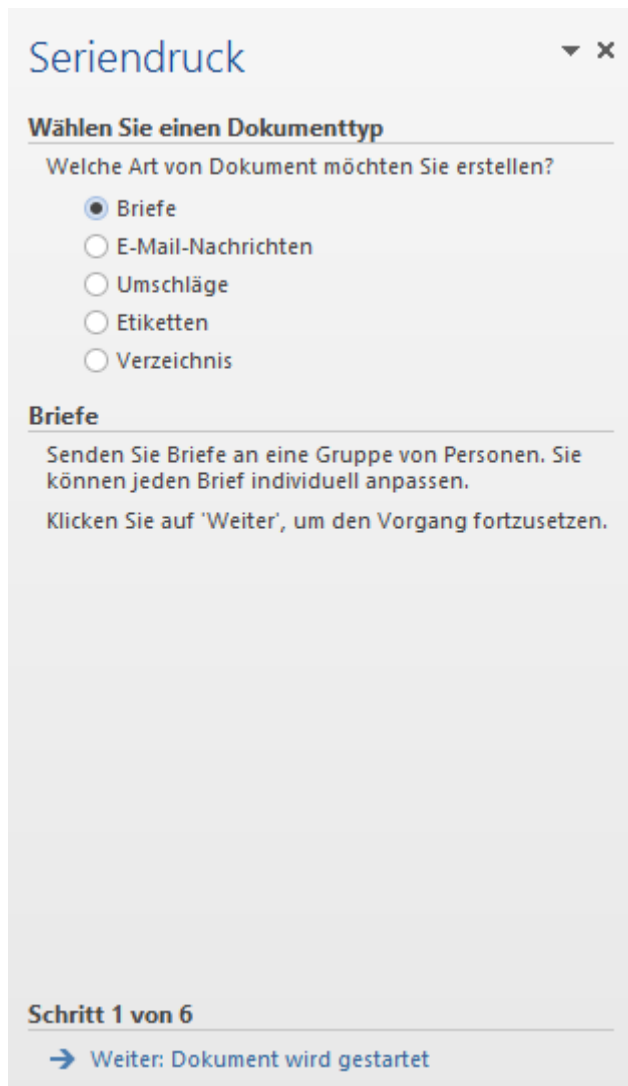 Seriendruck
Wählen Sie einen Dokumenttyp
Welche Art von Dokument möchten Sie erstellen?
Briefe
E-Mail-Nachrichten
Umschläge
Etiketten
Verzeichnis
Briefe
Senden Sie Briefe an eine Gruppe von Personen. Sie
können jeden Brief individuell anpassen.
Klicken Sie auf 'Weiter', um den Vorgang fortzusetzen.
Schritt 1 von 6
Weiter: Dokument wird gestartet